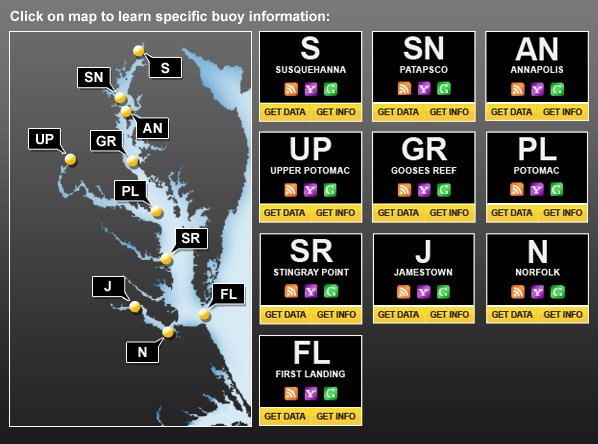 Click on map to learn specific buoy information:
S
SN
AN
UP
GR
PL
SR
J
FL
N
S
SUSQUEHANNA
Y G
GET DATA GET INFO
SN
PATAPSCO
Y G
GET DATA GET INFO
AN
ANNAPOLIS
Y G
GET DATA GET INFO
UP
UPPER POTOMAC
Y G
GET DATA GET INFO
GR
GOOSES REEF
Y G
GET DATA GET INFO
PL
POTOMAC
Y G
GET DATA GET INFO
SR
STINGRAY POINT
Y G
GET DATA GET INFO
J
JAMESTOWN
Y G
GET DATA GET INFO
N
NORFOLK
Y G
GET DATA GET INFO
FL
FIRST LANDING
Y G
GET DATA GET INFO